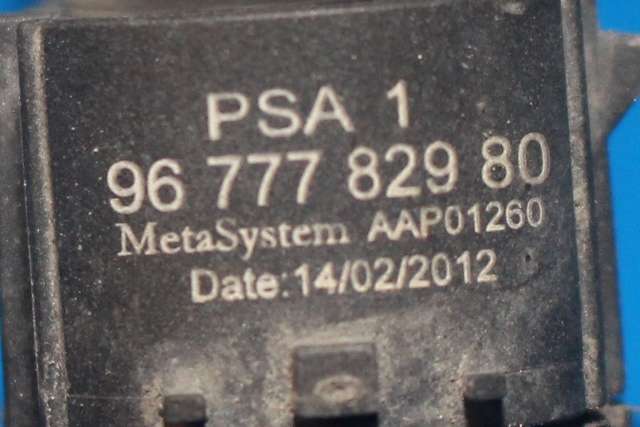 PSA 1
96 777 829 80
MetaSystem AAP01260
Date:14/02/2012